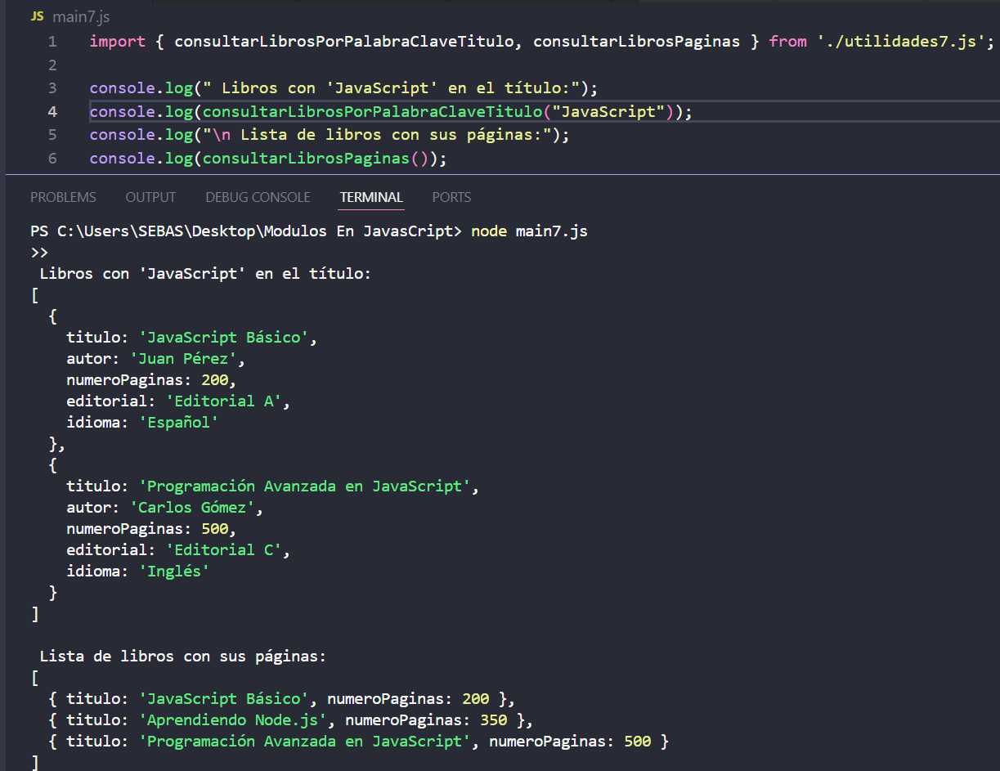 JS main7.js
1 import { consultarLibrosPorPalabraClaveTitulo, consultarLibrosPaginas } from './utilidades7.js';
2
3 console.log(" Libros con 'JavaScript' en el título:");
4 console.log(consultarLibrosPorPalabraClaveTitulo("JavaScript"));
5 console.log("\n Lista de libros con sus páginas:");
6 console.log(consultarLibrosPaginas());
PROBLEMS OUTPUT DEBUG CONSOLE TERMINAL PORTS
PS C:\Users\SEBAS\Desktop\Modulos En JavasCript> node main7.js
>>
 Libros con 'JavaScript' en el título:
[
  {
    titulo: 'JavaScript Básico',
    autor: 'Juan Pérez',
    numeroPaginas: 200,
    editorial: 'Editorial A',
    idioma: 'Español'
  },
  {
    titulo: 'Programación Avanzada en JavaScript',
    autor: 'Carlos Gómez',
    numeroPaginas: 500,
    editorial: 'Editorial C',
    idioma: 'Inglés'
  }
]

 Lista de libros con sus páginas:
[
  { titulo: 'JavaScript Básico', numeroPaginas: 200 },
  { titulo: 'Aprendiendo Node.js', numeroPaginas: 350 },
  { titulo: 'Programación Avanzada en JavaScript', numeroPaginas: 500 }
]